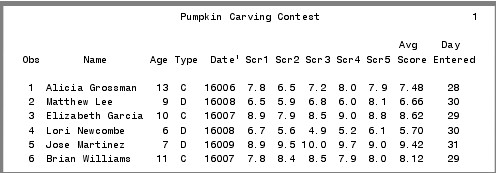 Pumpkin Carving Contest 1
Avg Day
Obs Name Age Type Date' Scr1 Scr2 Scr3 Scr4 Scr5 Score Entered
1 Alicia Grossman 13 C 16006 7.8 6.5 7.2 8.0 7.9 7.48 28
2 Matthew Lee 9 D 16008 6.5 5.9 6.8 6.0 8.1 6.66 30
3 Elizabeth Garcia 10 C 16007 8.9 7.9 8.5 9.0 8.8 8.62 29
4 Lori Newcombe 6 D 16008 6.7 5.6 4.9 5.2 6.1 5.70 30
5 Jose Martinez 7 D 16009 8.9 9.5 10.0 9.7 9.0 9.42 31
6 Brian Williams 11 C 16007 7.8 8.4 8.5 7.9 8.0 8.12 29